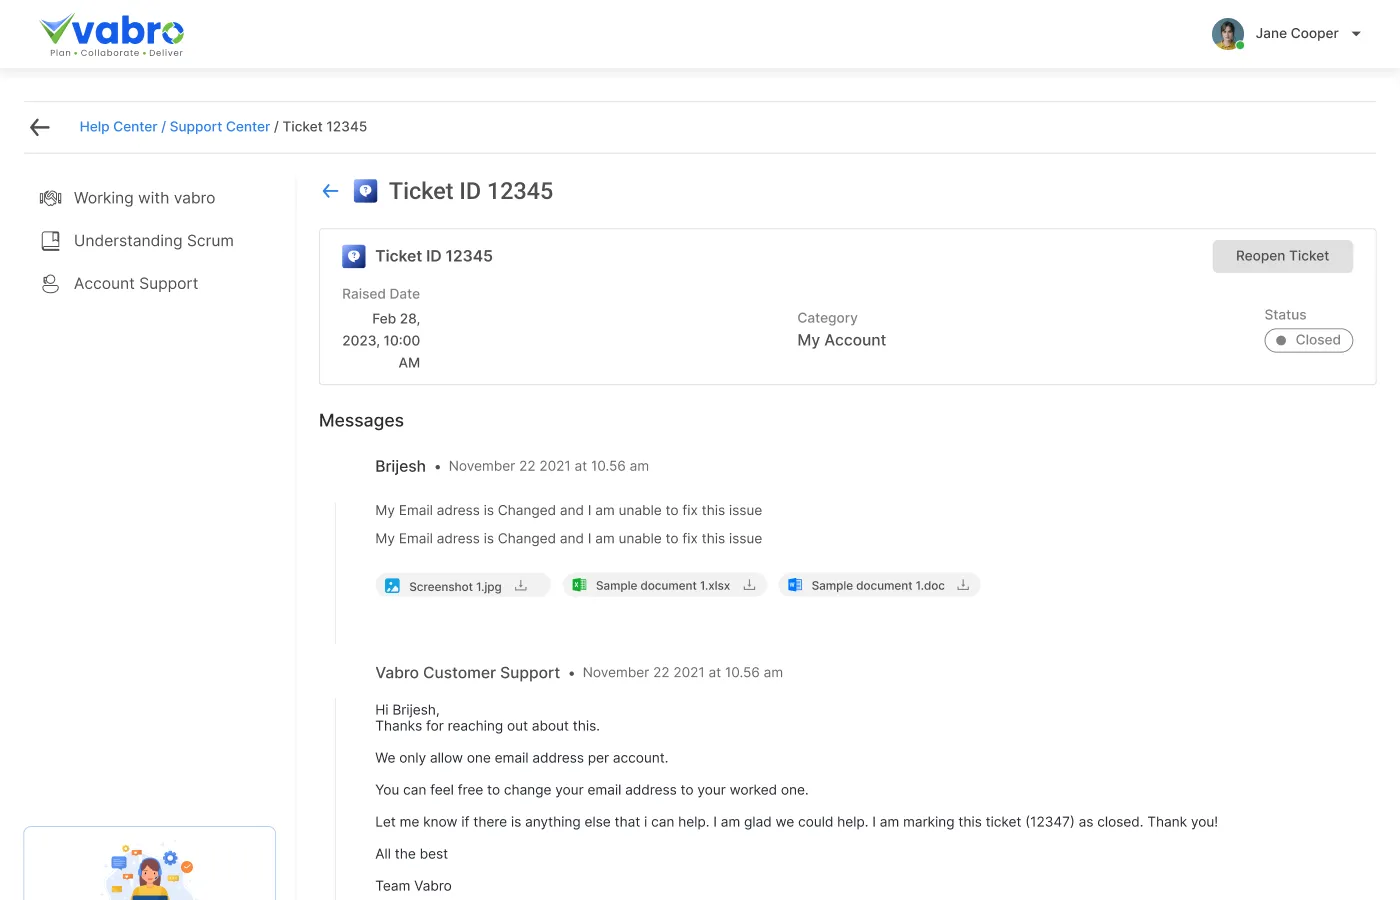 vabro
Plan • Collaborate • Deliver
Jane Cooper
Help Center / Support Center / Ticket 12345
Working with vabro
Understanding Scrum
Account Support
Ticket ID 12345
Ticket ID 12345
Reopen Ticket
Raised Date
Feb 28,
2023, 10:00
AM
Category
My Account
Status
Closed
Messages
Brijesh • November 22 2021 at 10.56 am
My Email adress is Changed and I am unable to fix this issue
My Email adress is Changed and I am unable to fix this issue
Screenshot 1.jpg
Sample document 1.xlsx
Sample document 1.doc
Vabro Customer Support • November 22 2021 at 10.56 am
Hi Brijesh,
Thanks for reaching out about this.
We only allow one email address per account.
You can feel free to change your email address to your worked one.
Let me know if there is anything else that i can help. I am glad we could help. I am marking this ticket (12347) as closed. Thank you!
All the best
Team Vabro